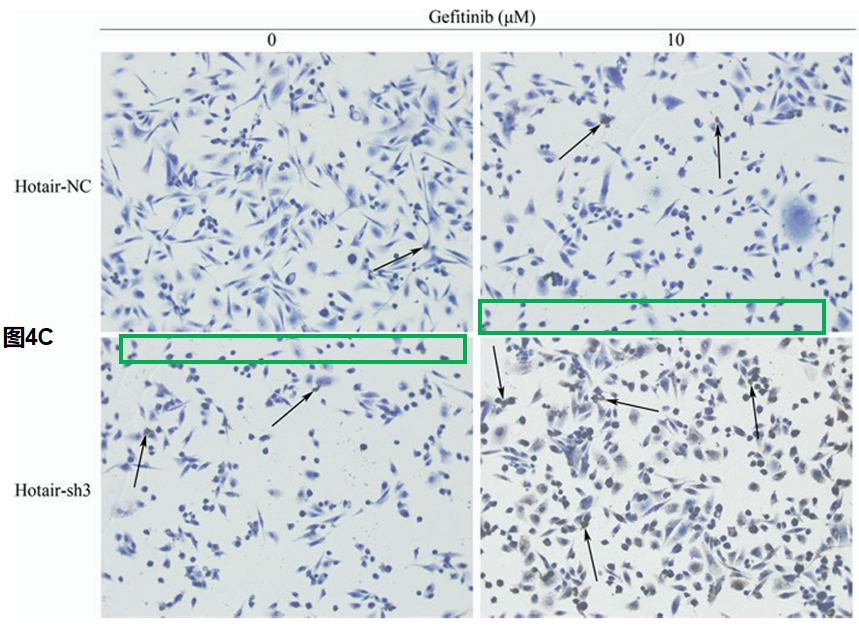 Gefitinib (μM)
0
10
Hotair-NC
图4C
Hotair-sh3